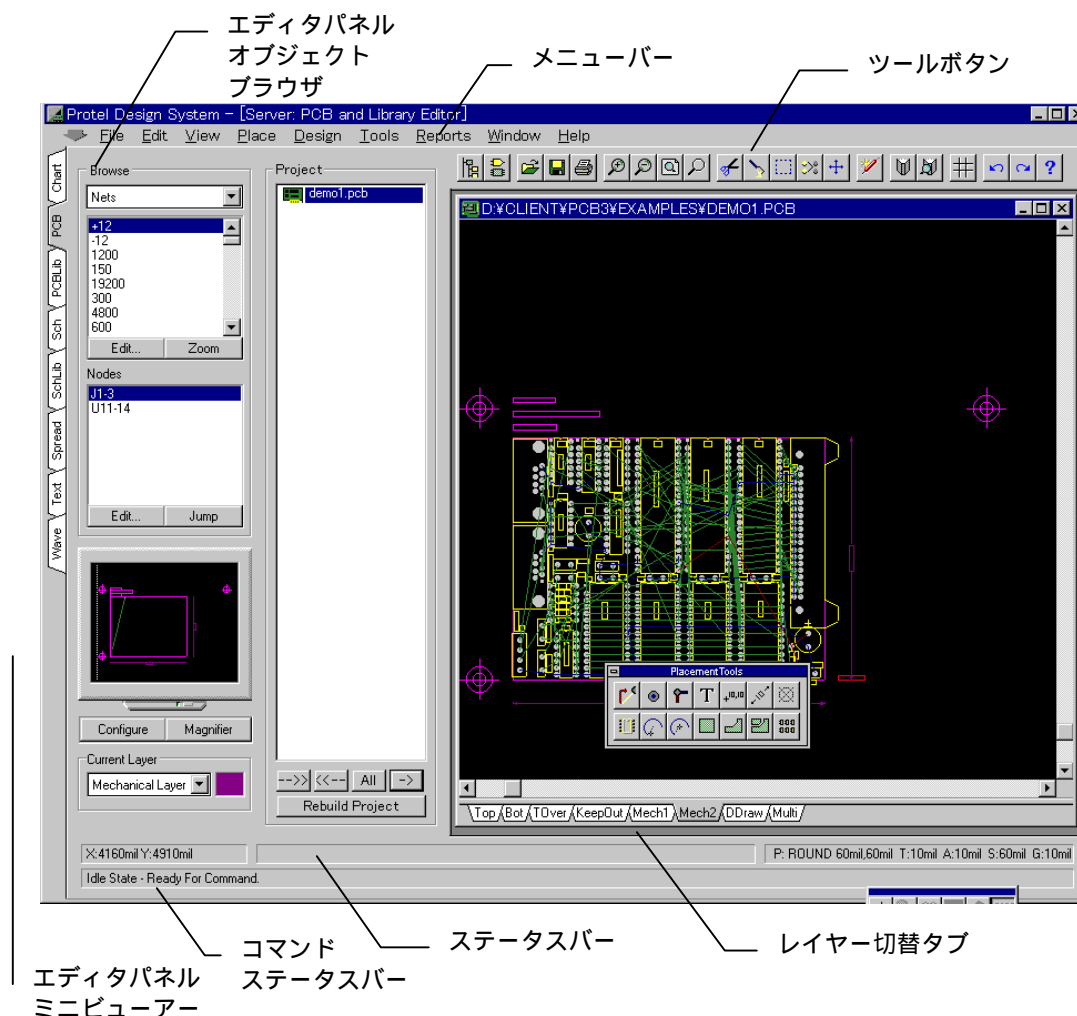 エディタパネル
オブジェクト
ブラウザ
メニューバー
ツールボタン
Protel Design System - [Server: PCB and Library Editor]
File Edit View Place Design Tools Reports Window Help
Chart
PCB
PCBLib
Sch
SchLib
Spread
Text
Wave
Browse
Nets
+12
-12
1200
150
19200
300
4800
600
Edit... Zoom
Nodes
J1-3
U11-14
Edit... Jump
Configure Magnifier
Current Layer
Mechanical Layer
Project
demo1.pcb
-->> <<-- All ->
Rebuild Project
D:¥CLIENT¥PCB3¥EXAMPLES¥DEMO1.PCB
PlacementTools
T +10,10
Top Bot TOver KeepOut Mech1 Mech2 DDraw Multi
X:4160mil Y:4910mil
P: ROUND 60mil,60mil T:10mil A:10mil S:60mil G:10mil
Idle State - Ready For Command.
コマンド
ステータスバー
ステータスバー
レイヤー切替タブ
エディタパネル
ミニビューアー